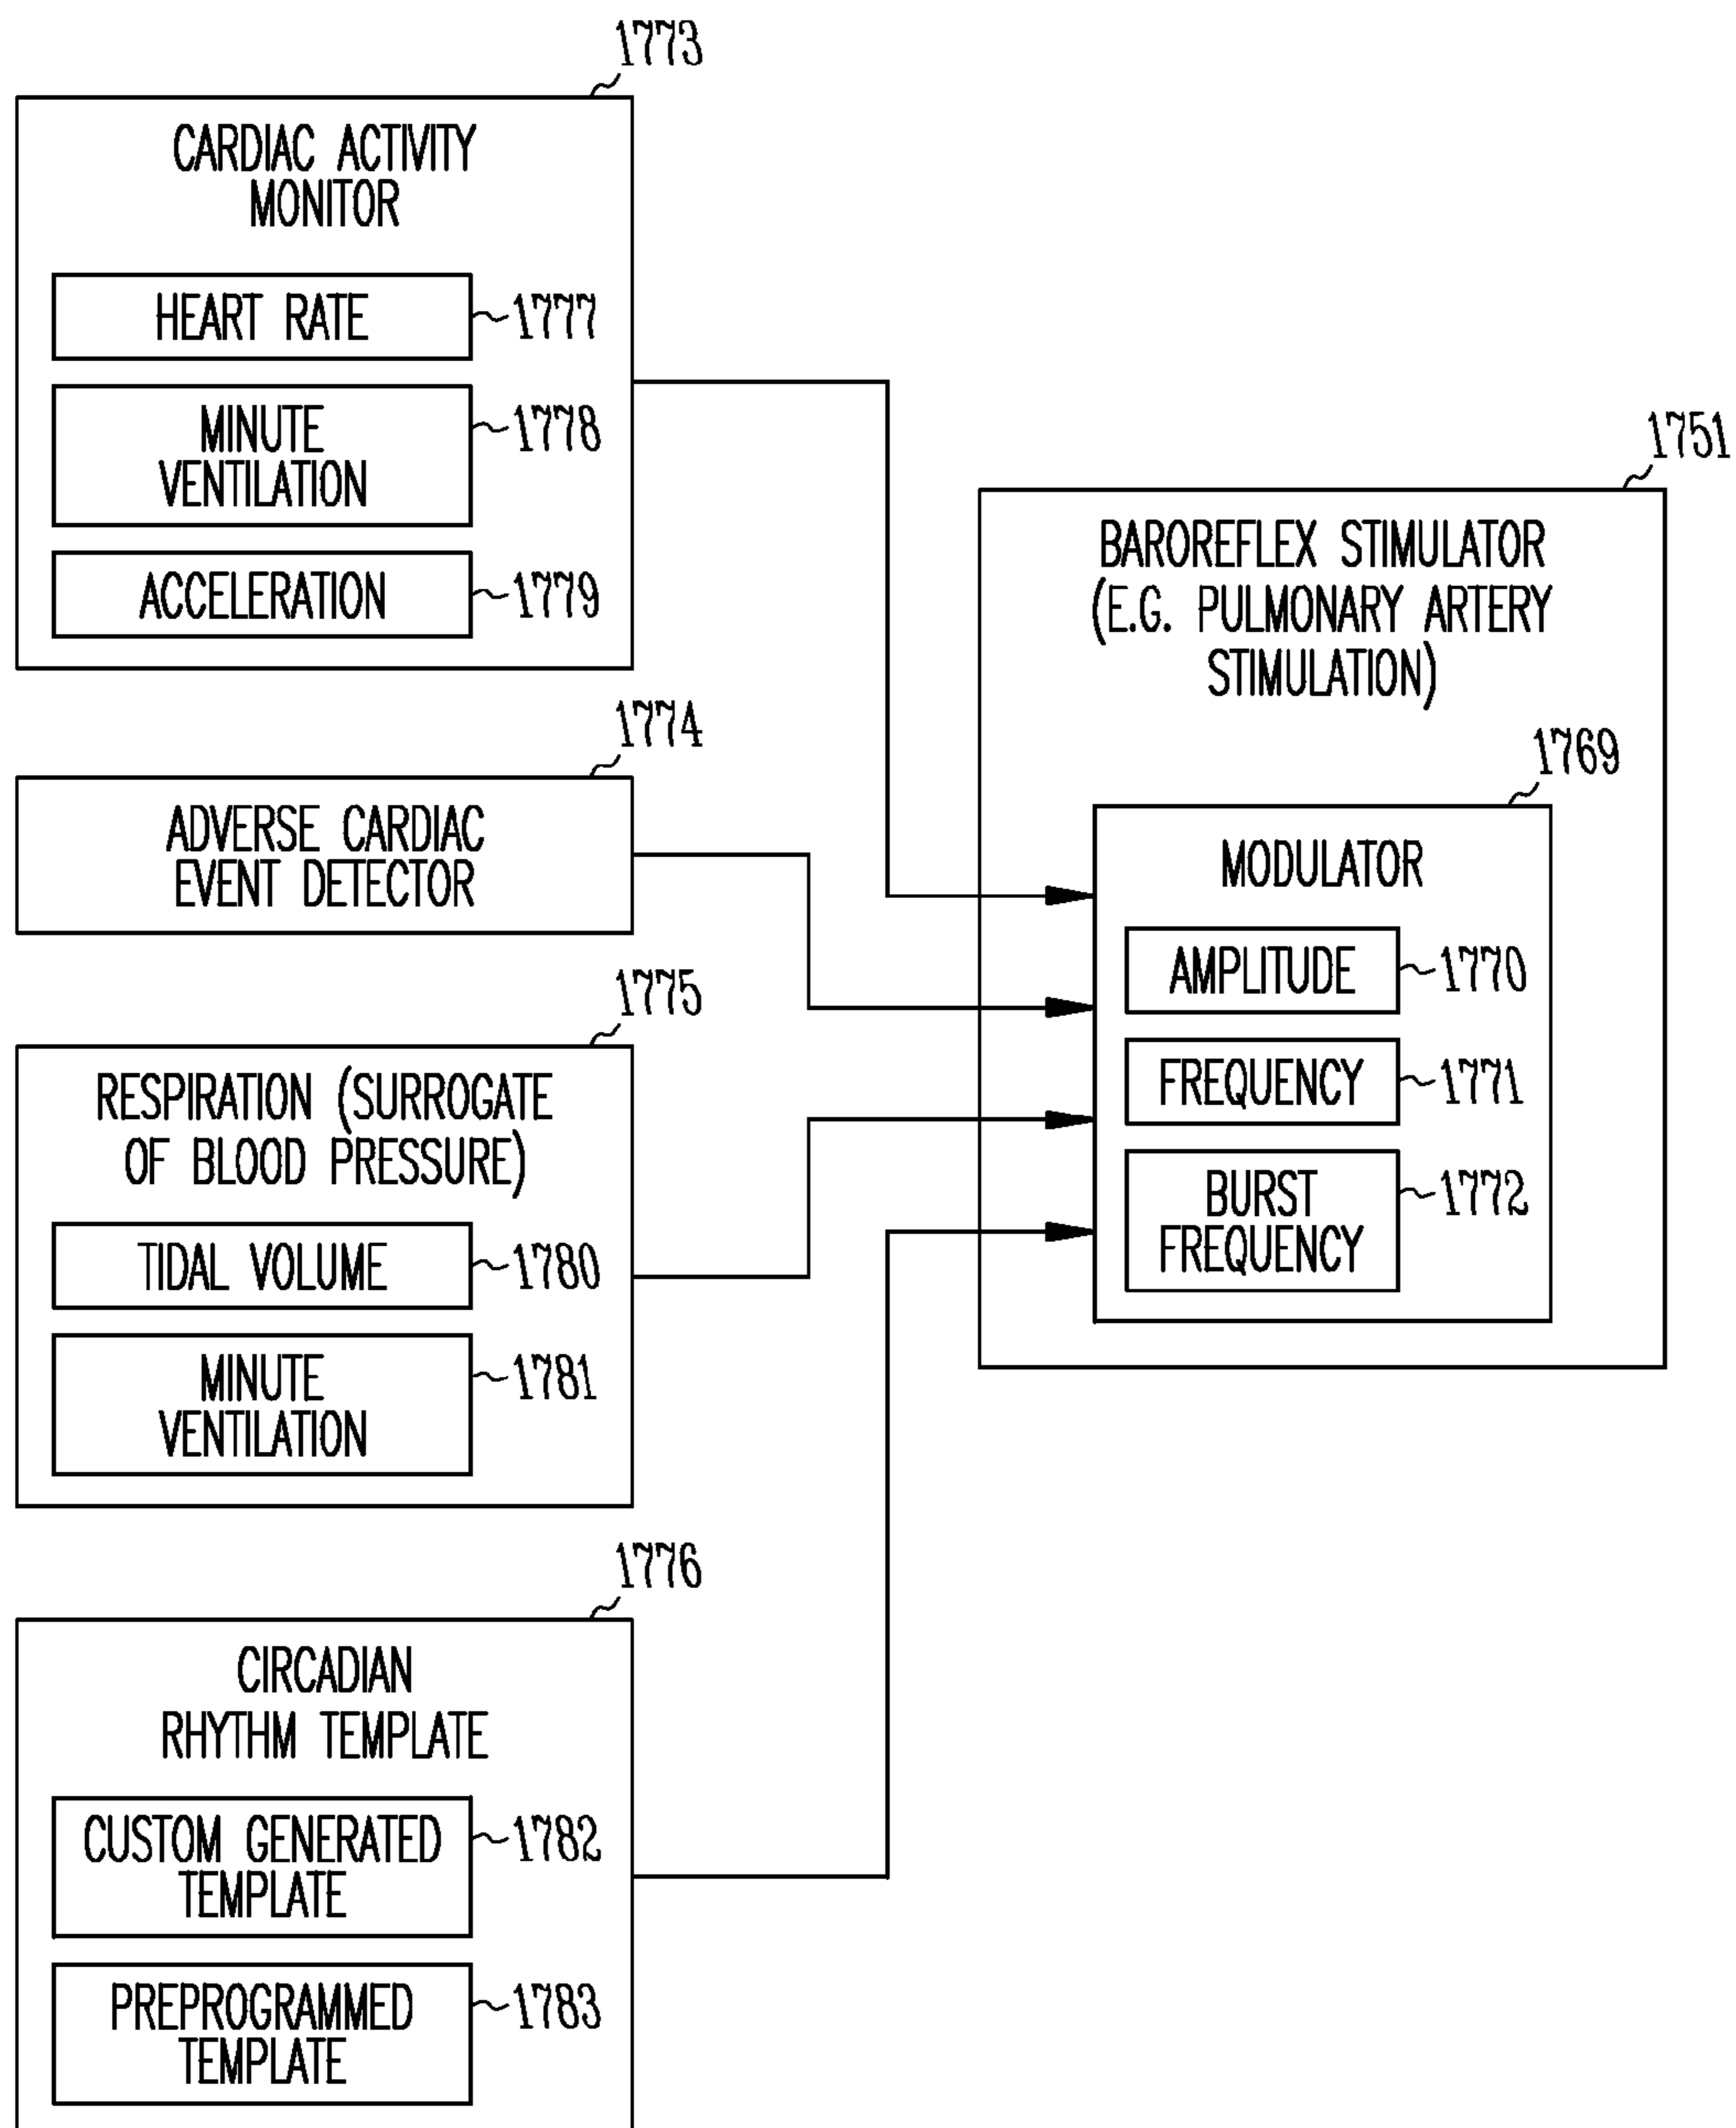 1773
CARDIAC ACTIVITY
MONITOR
HEART RATE
1777
MINUTE
VENTILATION
1778
ACCELERATION
1779
1774
ADVERSE CARDIAC
EVENT DETECTOR
1775
RESPIRATION (SURROGATE
OF BLOOD PRESSURE)
TIDAL VOLUME
1780
MINUTE
VENTILATION
1781
1776
CIRCADIAN
RHYTHM TEMPLATE
CUSTOM GENERATED
TEMPLATE
1782
PREPROGRAMMED
TEMPLATE
1783
1751
BAROREFLEX STIMULATOR
(E.G. PULMONARY ARTERY
STIMULATION)
1769
MODULATOR
AMPLITUDE
1770
FREQUENCY
1771
BURST
FREQUENCY
1772